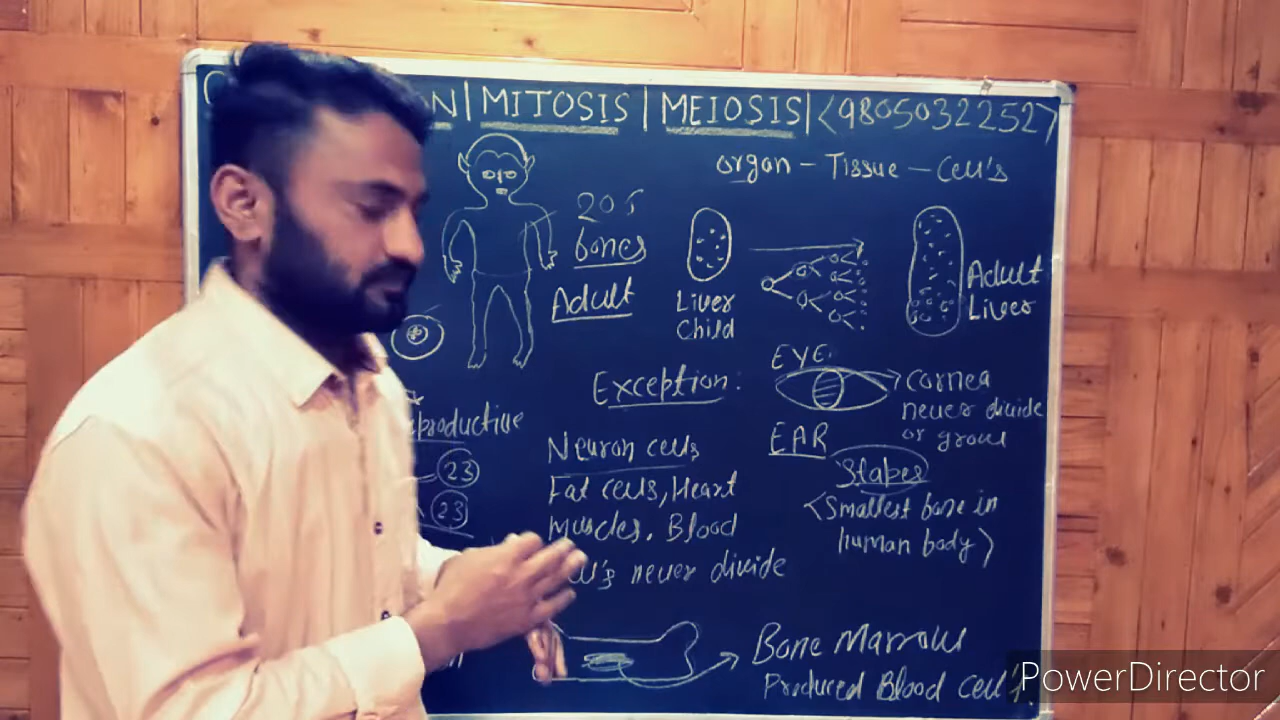 N | MITOSIS | MEIOSIS | <9805032252>
organ - Tissue - Cell's
205
bones
Adult
Liver
Child
Adult
Liver
Exception:
EYE
Cornea
never divide
or grow
EAR
Stapes
<Smallest bone in
human body>
productive
23
23
Neuron cells
Fat cells, Heart
Muscles. Blood
never divide
Bone Marrow
Produced Blood Cell's
PowerDirector